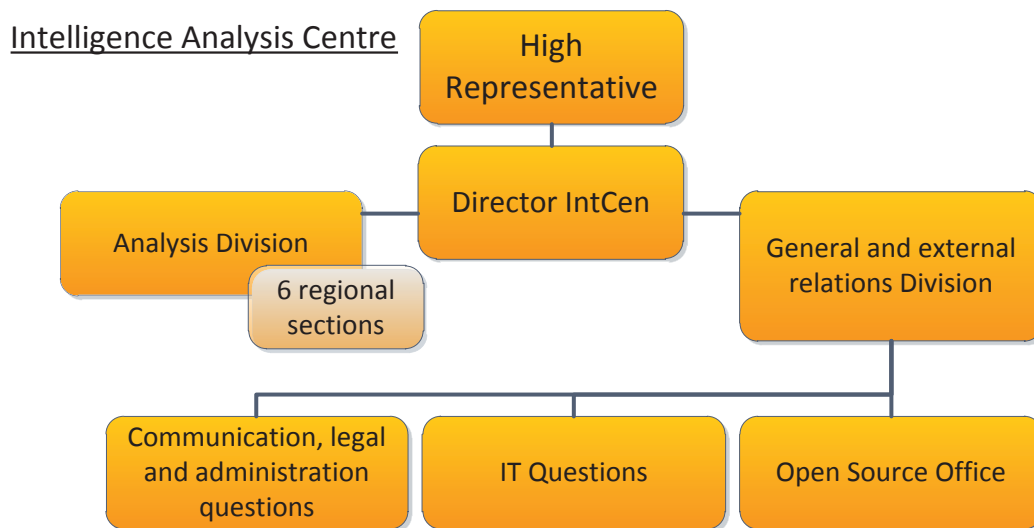 Intelligence Analysis Centre
High
Representative
Director IntCen
Analysis Division
6 regional
sections
General and external
relations Division
Communication, legal
and administration
questions
IT Questions
Open Source Office